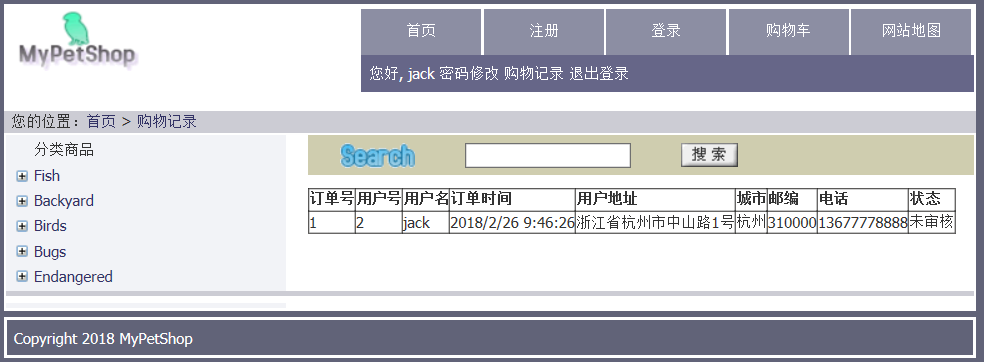 MyPetShop
首页 注册 登录 购物车 网站地图
您好, jack 密码修改 购物记录 退出登录
您的位置：首页 > 购物记录
分类商品
Fish
Backyard
Birds
Bugs
Endangered
Search 搜 索
订单号 用户号 用户名 订单时间 用户地址 城市 邮编 电话 状态
1 2 jack 2018/2/26 9:46:26 浙江省杭州市中山路1号 杭州 310000 13677778888 未审核
Copyright 2018 MyPetShop